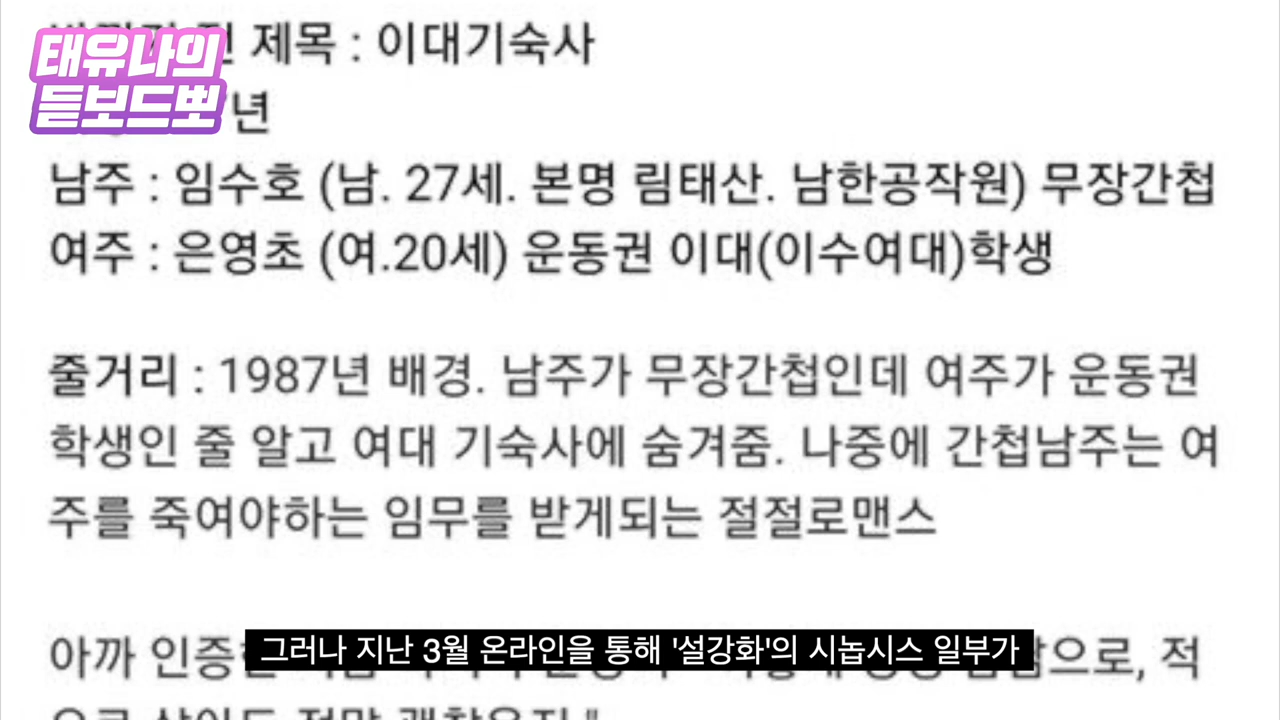 태유나의
듣보드뽀
제목 : 이대기숙사
년
남주 : 임수호 (남. 27세. 본명 림태산. 남한공작원) 무장간첩
여주 : 은영초 (여.20세) 운동권 이대(이수여대)학생
줄거리 : 1987년 배경. 남주가 무장간첩인데 여주가 운동권
학생인 줄 알고 여대 기숙사에 숨겨줌. 나중에 간첩남주는 여
주를 죽여야하는 임무를 받게되는 절절로맨스
아까
그러나 지난 3월 온라인을 통해 '설강화'의 시놉시스 일부가
적